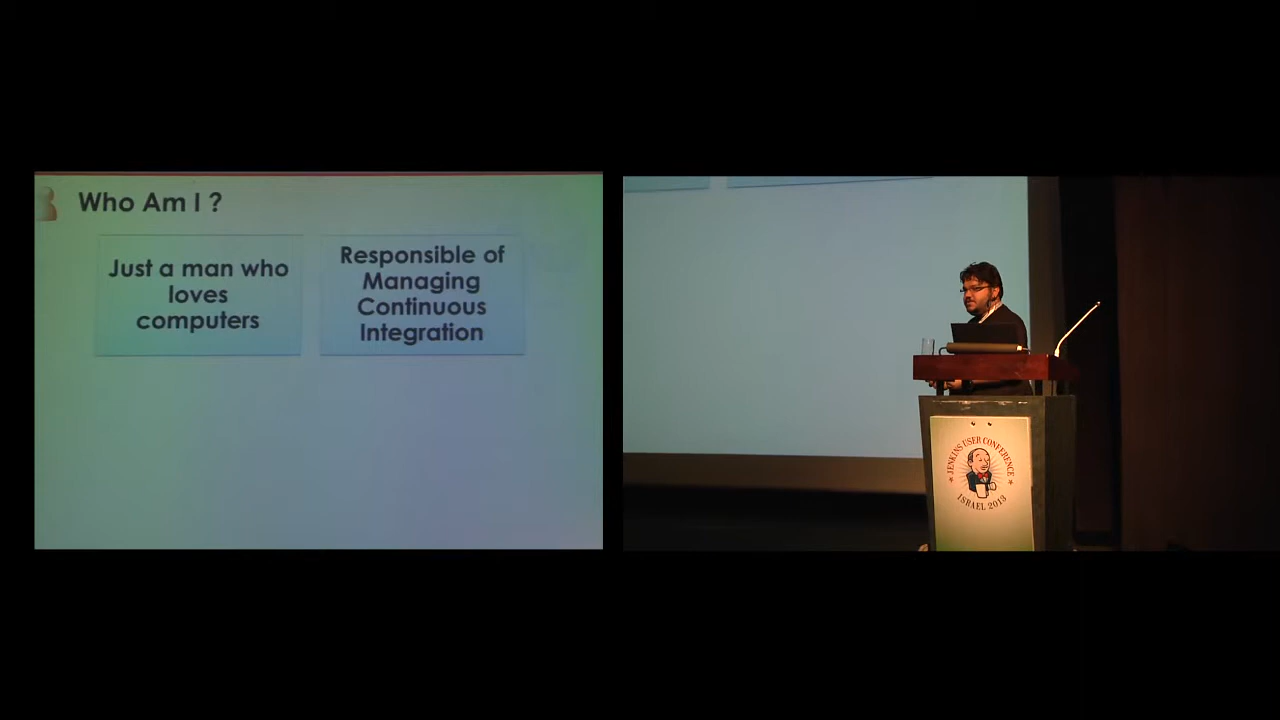 Who Am I ?
Just a man who
loves
computers
Responsible of
Managing
Continuous
Integration
JENKINS USER CONFERENCE
ISRAEL 2013